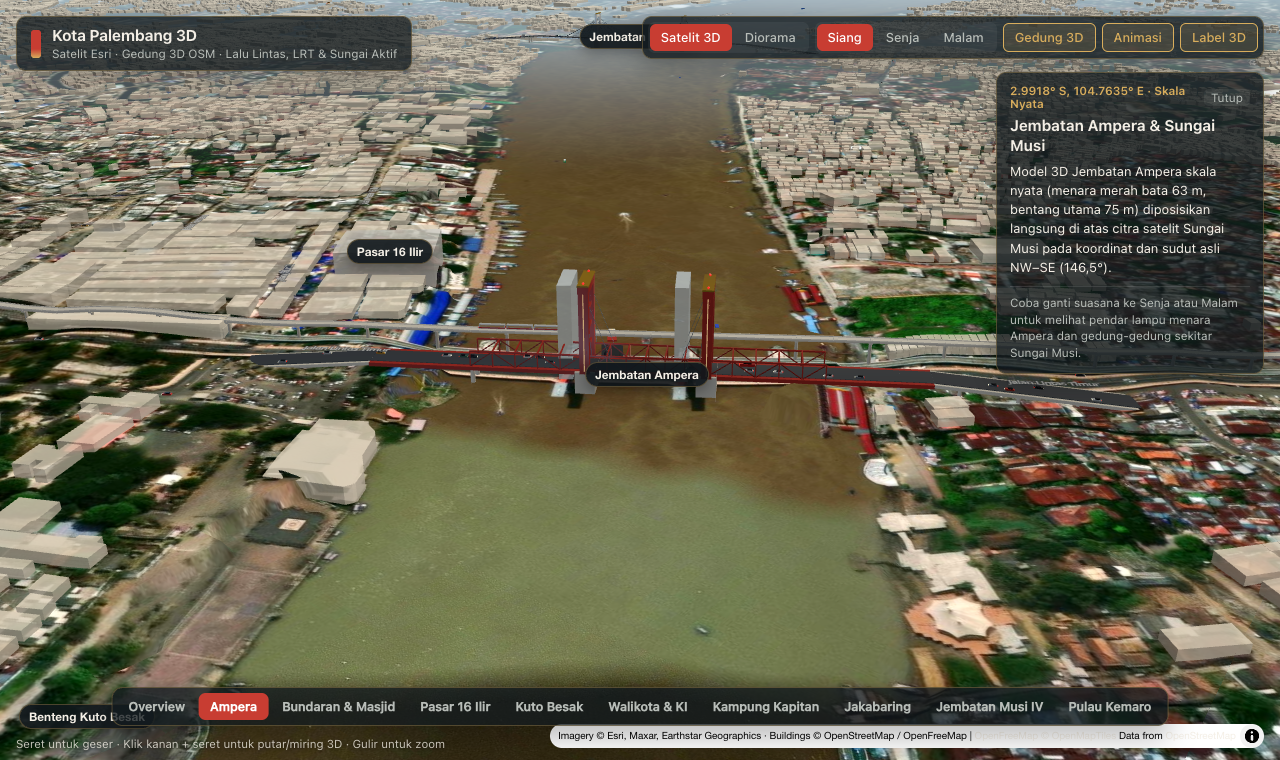 Kota Palembang 3D
Satelit Esri · Gedung 3D OSM · Lalu Lintas, LRT & Sungai Aktif
Jembatan
Satelit 3D Diorama Siang Senja Malam Gedung 3D Animasi Label 3D
2.9918° S, 104.7635° E · Skala
Nyata
Tutup
Jembatan Ampera & Sungai
Musi
Model 3D Jembatan Ampera skala
nyata (menara merah bata 63 m,
bentang utama 75 m) diposisikan
langsung di atas citra satelit Sungai
Musi pada koordinat dan sudut asli
NW–SE (146,5°).
Coba ganti suasana ke Senja atau Malam
untuk melihat pendar lampu menara
Ampera dan gedung-gedung sekitar
Sungai Musi.
Pasar 16 Ilir
Jembatan Ampera
Overview Ampera Bundaran & Masjid Pasar 16 Ilir Kuto Besak Walikota & KI Kampung Kapitan Jakabaring Jembatan Musi IV Pulau Kemaro
Benteng Kuto Besak
Seret untuk geser · Klik kanan + seret untuk putar/miring 3D · Gulir untuk zoom
Imagery © Esri, Maxar, Earthstar Geographics · Buildings © OpenStreetMap / OpenFreeMap | OpenFreeMap © OpenMapTiles Data from OpenStreetMap